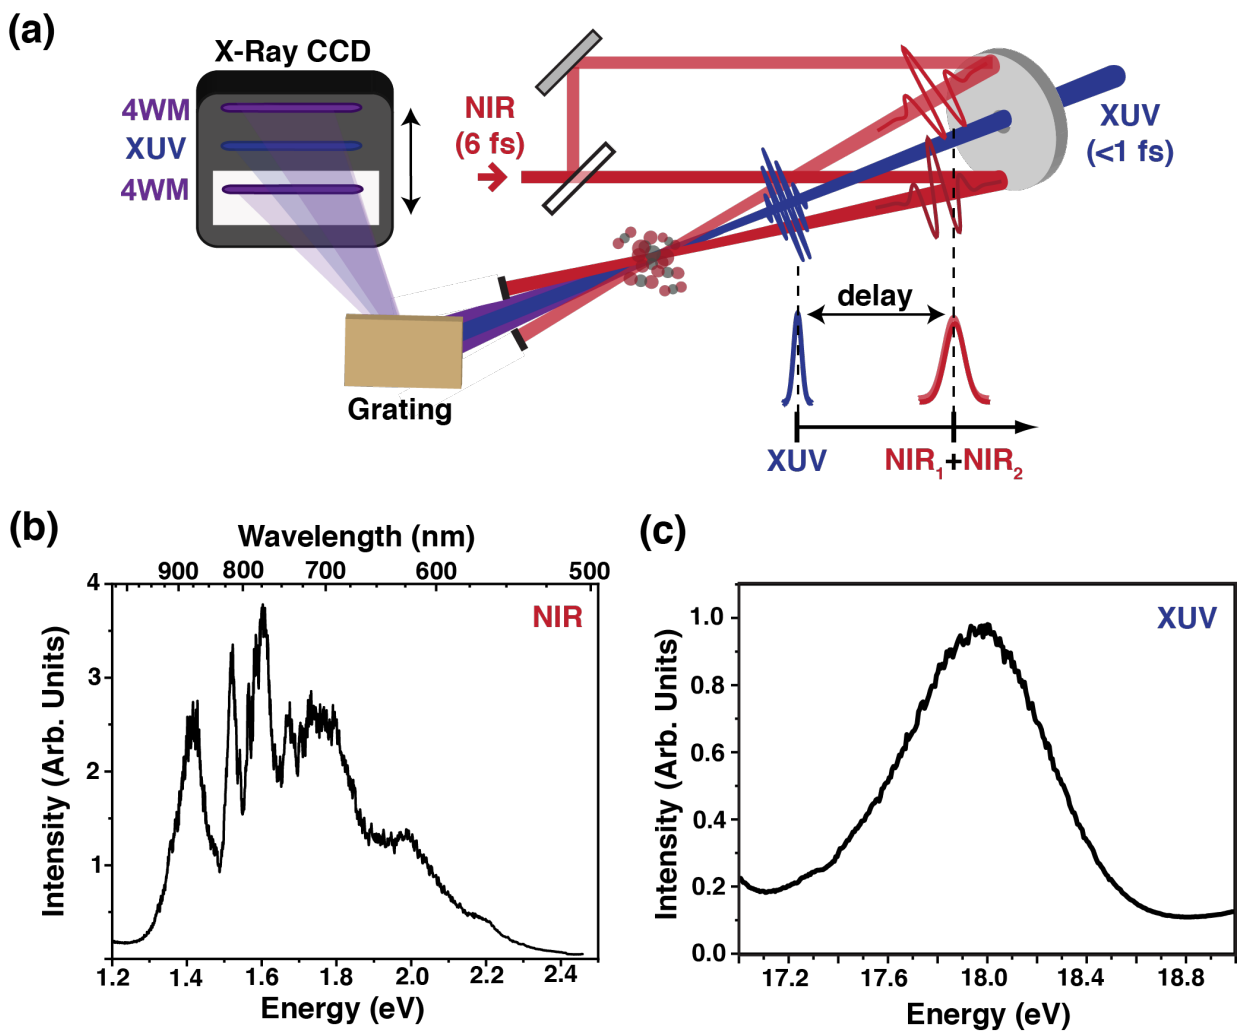 (a)
X-Ray CCD
4WM
XUV
4WM
NIR
(6 fs)
XUV
(<1 fs)
delay
Grating
XUV
NIR1+NIR2
(b)
Wavelength (nm)
900 800 700 600 500
NIR
Intensity (Arb. Units)
4
3
2
1
1.2 1.4 1.6 1.8 2.0 2.2 2.4
Energy (eV)
(c)
XUV
Intensity (Arb. Units)
1.0
0.8
0.6
0.4
0.2
0.0
17.2 17.6 18.0 18.4 18.8
Energy (eV)